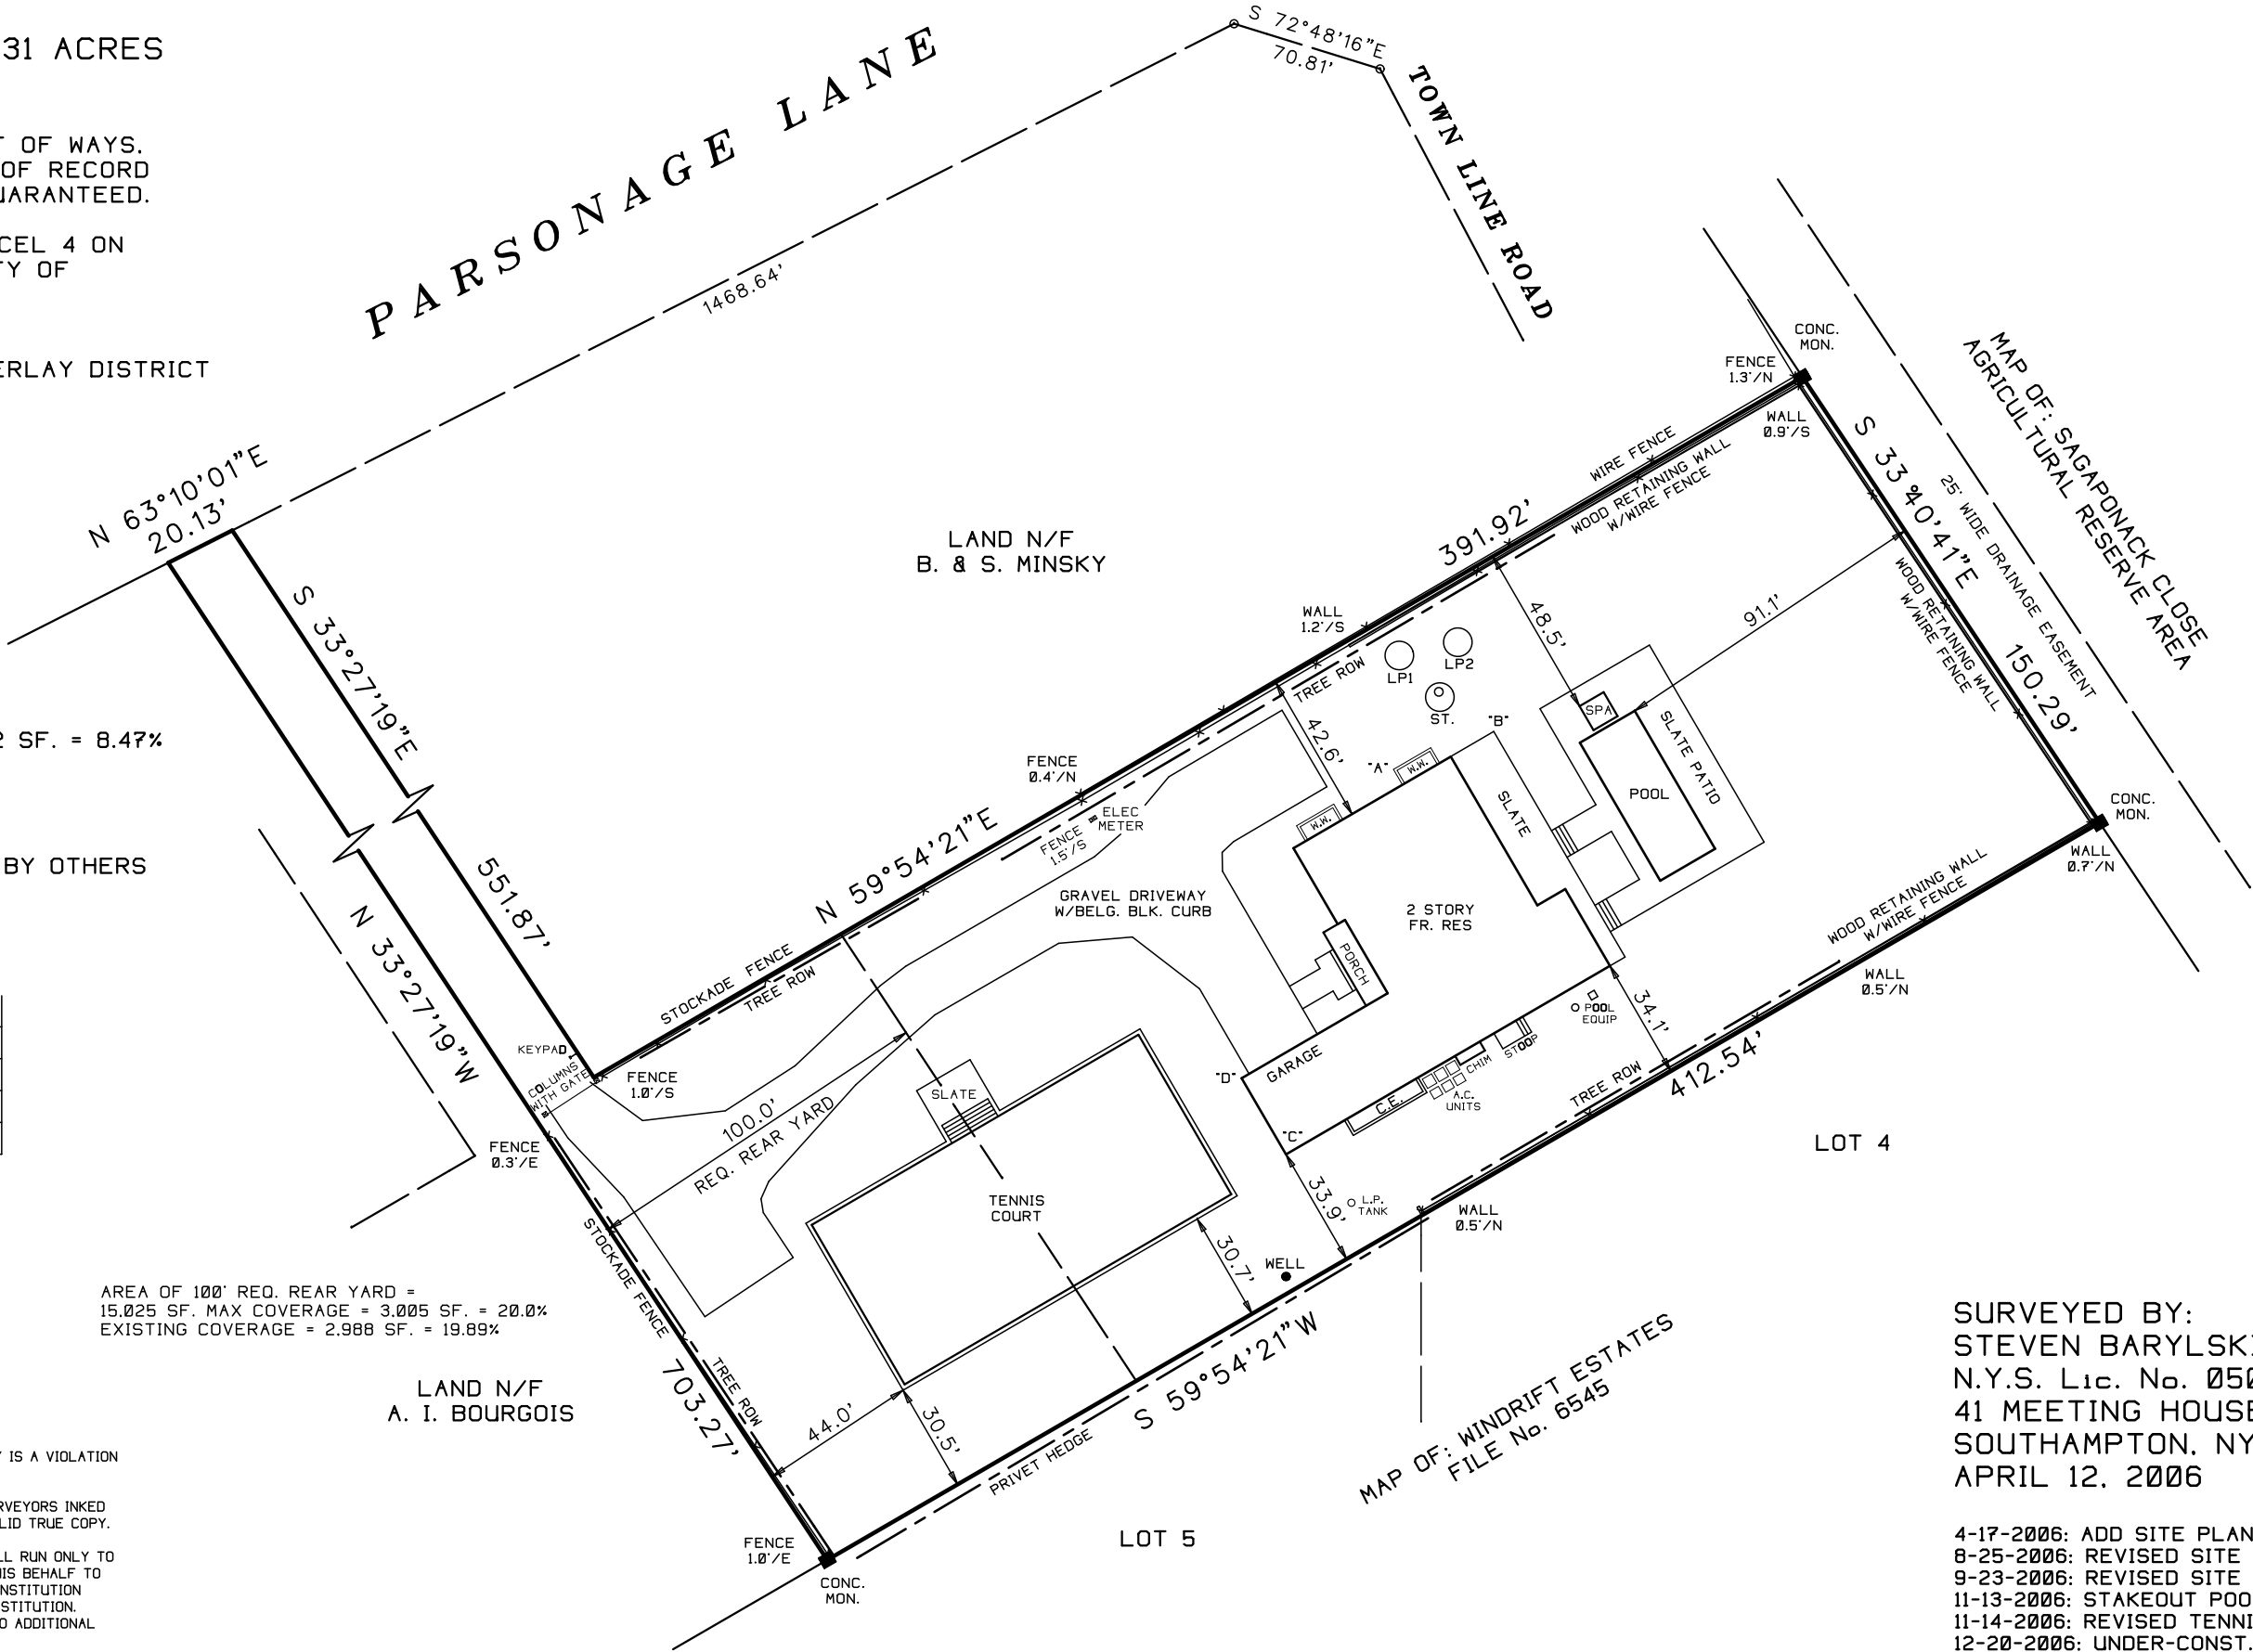 31 ACRES
T OF WAYS,
OF RECORD
UARANTEED.
CEL 4 ON
TY OF
ERLAY DISTRICT
2 SF. = 8.47%
BY OTHERS
PARSONAGE LANE
1468.64'
S 72°48'16"E
70.81'
TOWN LINE ROAD
N 63°10'01"E
20.13'
S 33°27'19"E
551.87'
N 33°27'19"W
703.27'
LAND N/F
B. & S. MINSKY
N 59°54'21"E
391.92'
WIRE FENCE
WOOD RETAINING WALL
W/WIRE FENCE
CONC.
MON.
FENCE
1.3'/N
WALL
0.9'/S
S 33°40'41"E
150.29'
25' WIDE DRAINAGE EASEMENT
MAP OF: SAGAPONACK CLOSE
AGRICULTURAL RESERVE AREA
WOOD RETAINING WALL
W/WIRE FENCE
91.1'
48.5'
WALL
1.2'/S
TREE ROW
LP1
LP2
ST.
42.6'
"A"
"B"
W.W.
W.W.
SPA
SLATE PATIO
POOL
SLATE
FENCE
0.4'/N
ELEC
METER
FENCE
1.5'/S
GRAVEL DRIVEWAY
W/BELG. BLK. CURB
2 STORY
FR. RES
PORCH
GARAGE
"D"
"C"
C.E.
A.C.
UNITS
CHIM
STOOP
POOL
EQUIP
34.1'
CONC.
MON.
WALL
0.7'/N
WOOD RETAINING WALL
W/WIRE FENCE
WALL
0.5'/N
TREE ROW
412.54'
LOT 4
STOCKADE FENCE
TREE ROW
KEYPAD
COLUMNS
WITH GATE
FENCE
1.0'/S
FENCE
0.3'/E
100.0'
REQ. REAR YARD
SLATE
TENNIS
COURT
33.9'
L.P.
TANK
WELL
30.7'
WALL
0.5'/N
STOCKADE FENCE
TREE ROW
44.0'
30.5'
PRIVET HEDGE
S 59°54'21"W
MAP OF: WINDRIFT ESTATES
FILE No. 6545
LOT 5
FENCE
1.0'/E
CONC.
MON.
AREA OF 100' REQ. REAR YARD =
15,025 SF. MAX COVERAGE = 3,005 SF. = 20.0%
EXISTING COVERAGE = 2,988 SF. = 19.89%
LAND N/F
A. I. BOURGOIS
Y IS A VIOLATION
RVEYORS INKED
LID TRUE COPY.
LL RUN ONLY TO
HIS BEHALF TO
NSTITUTION
STITUTION.
O ADDITIONAL
SURVEYED BY:
STEVEN BARYLSKI
N.Y.S. Lic. No. 050
41 MEETING HOUSE
SOUTHAMPTON, NY
APRIL 12, 2006
4-17-2006: ADD SITE PLAN
8-25-2006: REVISED SITE
9-23-2006: REVISED SITE
11-13-2006: STAKEOUT POO
11-14-2006: REVISED TENNI
12-20-2006: UNDER-CONST.